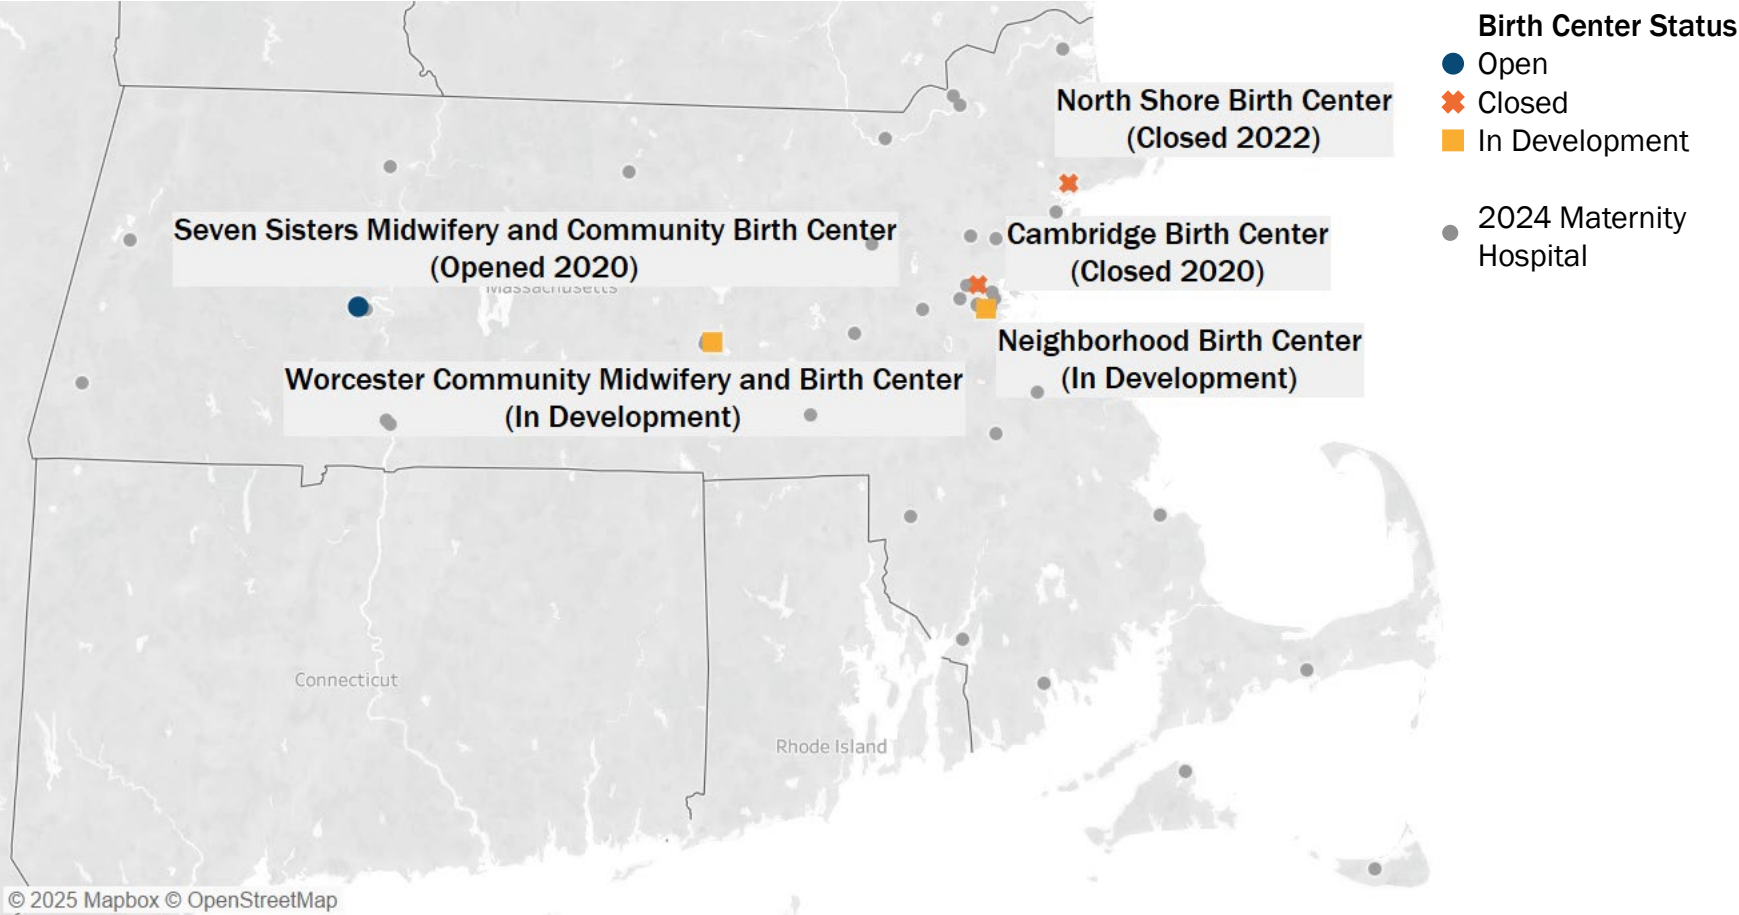 Birth Center Status
Open
Closed
In Development
2024 Maternity
Hospital
North Shore Birth Center
(Closed 2022)
Seven Sisters Midwifery and Community Birth Center
(Opened 2020)
Massachusetts
Cambridge Birth Center
(Closed 2020)
Neighborhood Birth Center
(In Development)
Worcester Community Midwifery and Birth Center
(In Development)
Connecticut
Rhode Island
© 2025 Mapbox © OpenStreetMap